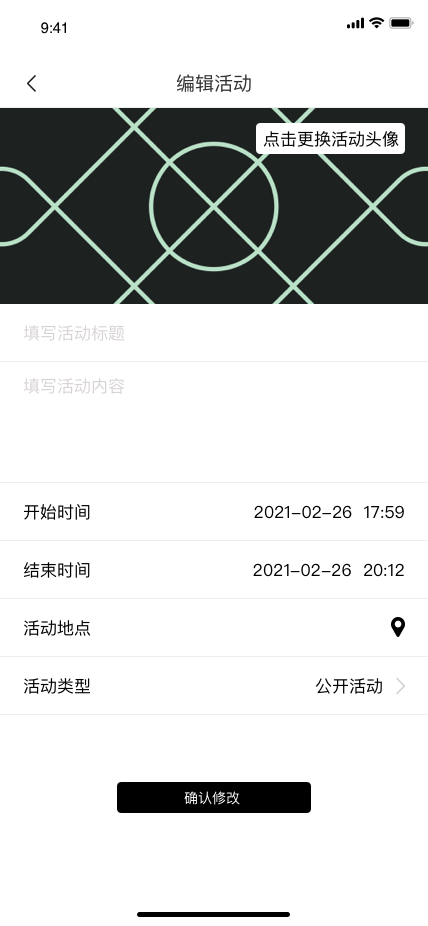 9:41
编辑活动
点击更换活动头像
填写活动标题
填写活动内容
开始时间 2021-02-26 17:59
结束时间 2021-02-26 20:12
活动地点
活动类型 公开活动
确认修改